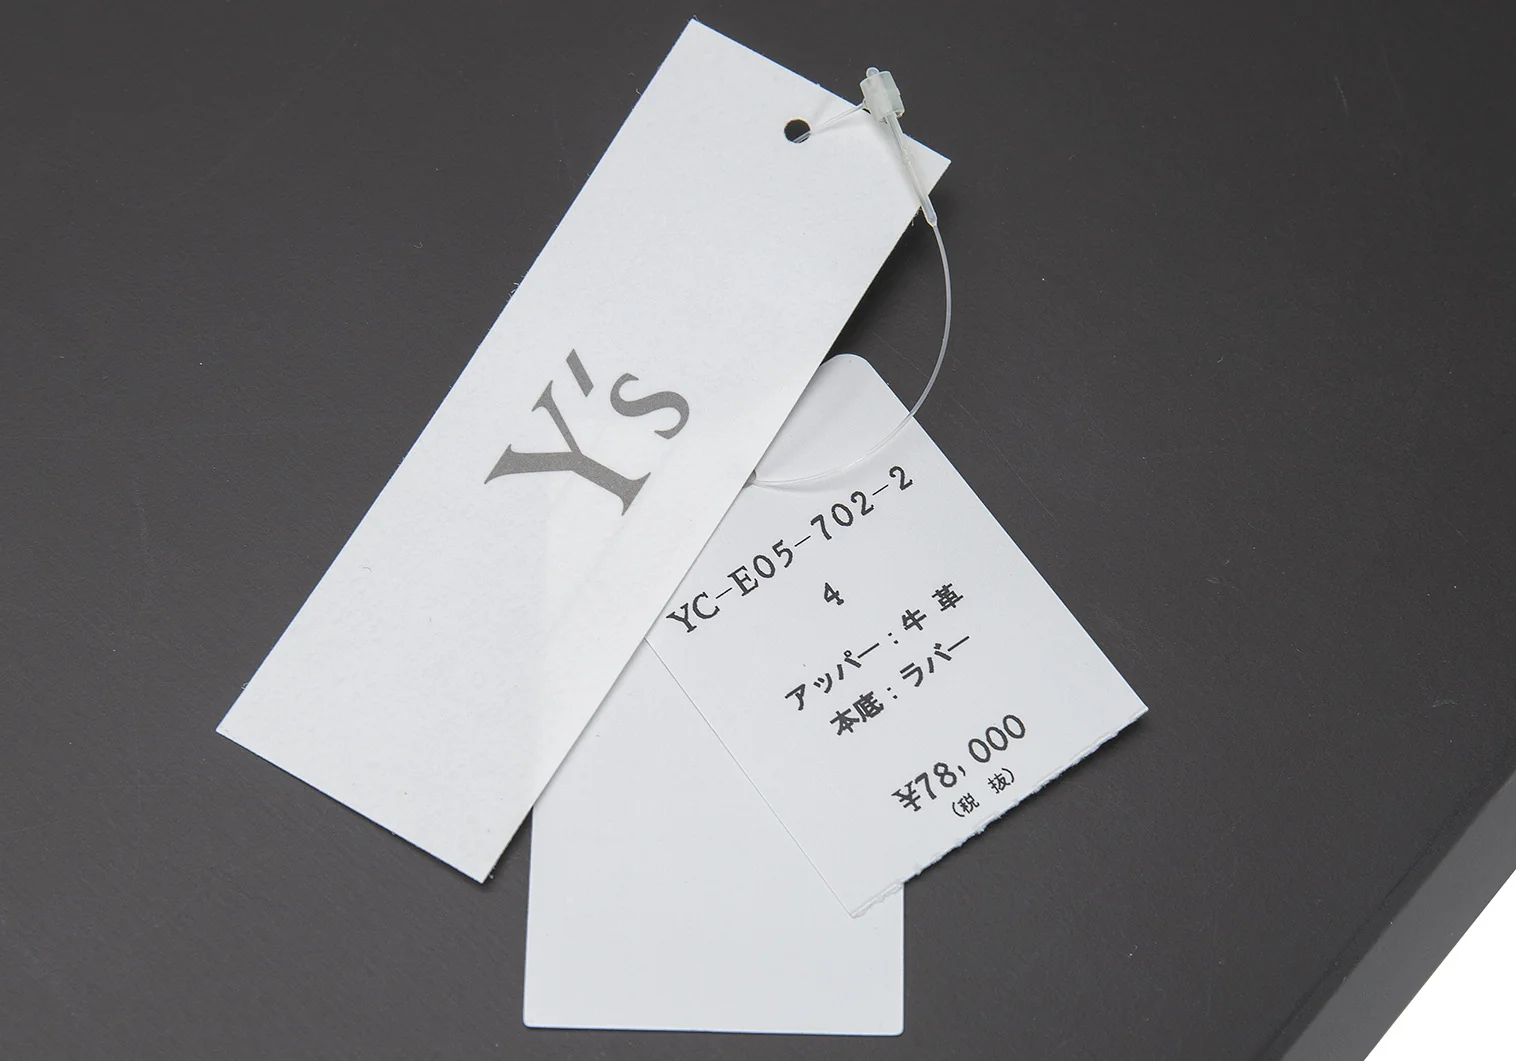 Y's
YC-E05-702-2
4
アッパー：牛 革
本底：ラバー
¥78,000
(税 抜)